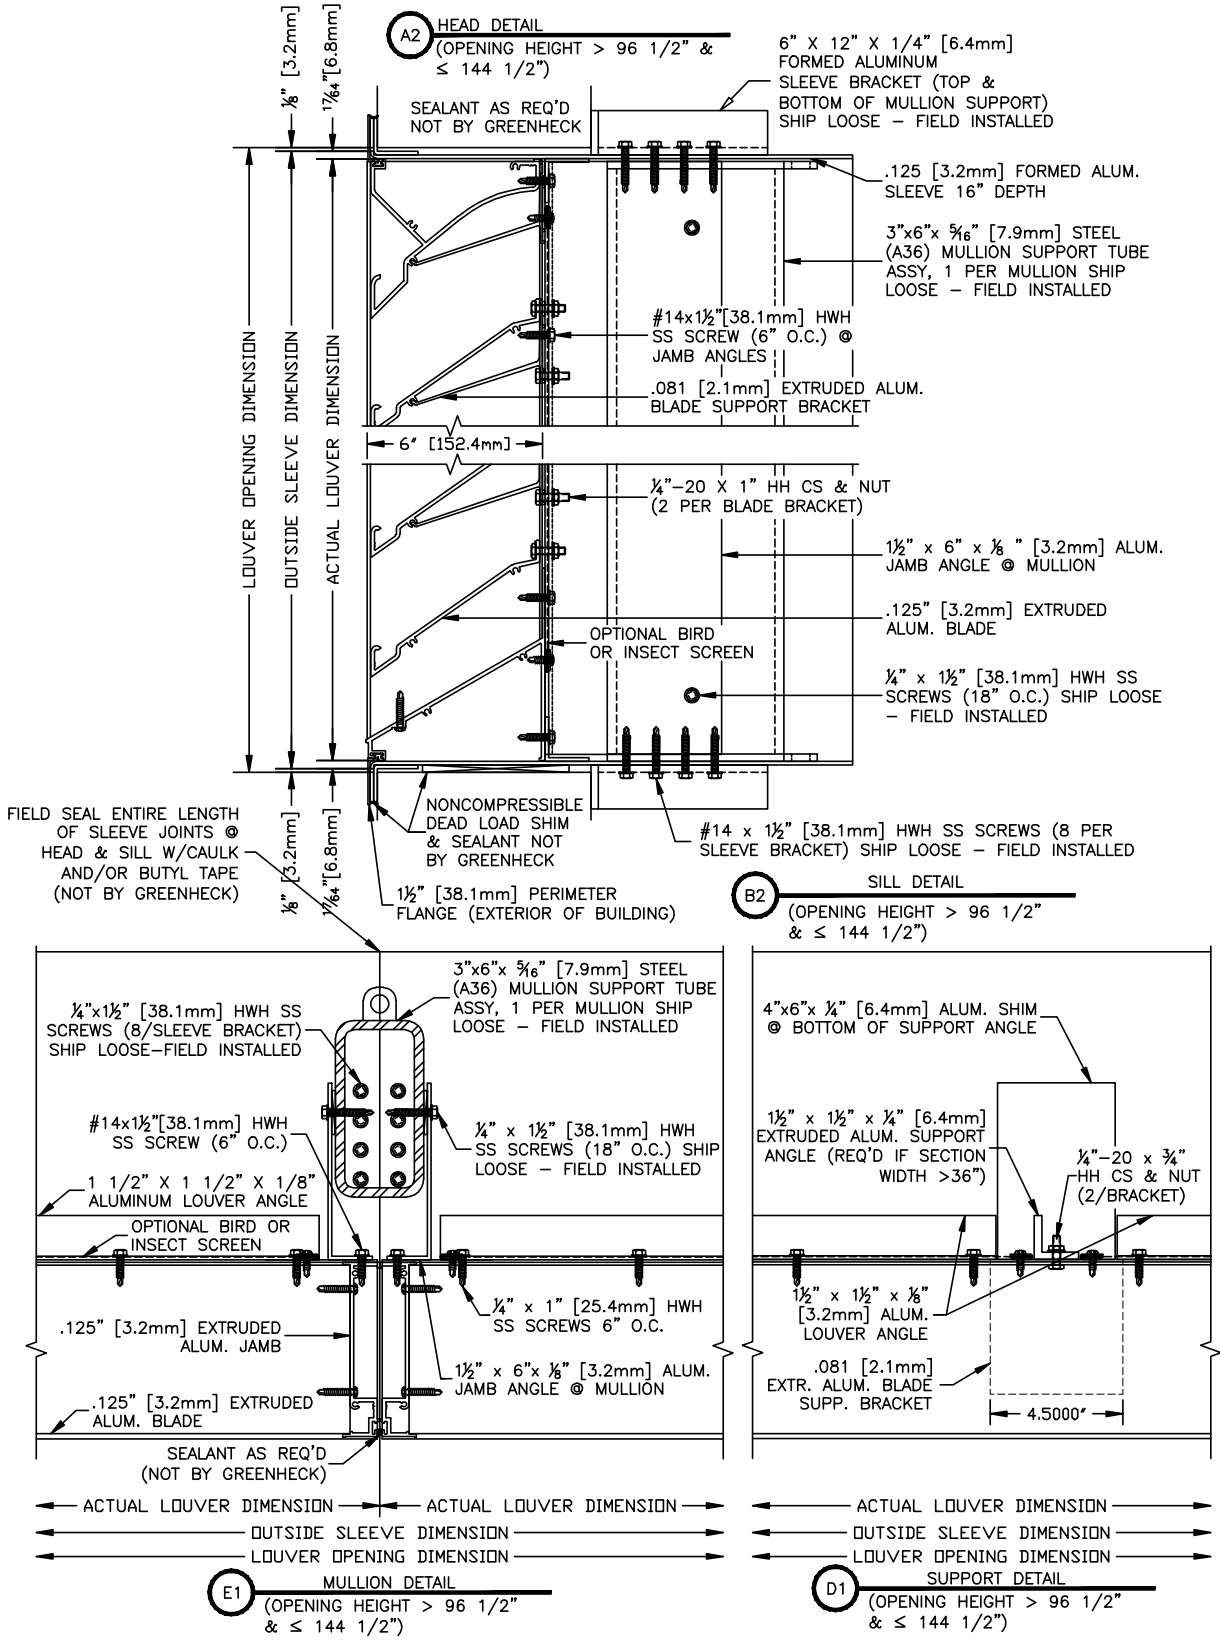 A2
HEAD DETAIL
(OPENING HEIGHT > 96 1/2" &
≤ 144 1/2")
⅛" [3.2mm]
17⁄64"[6.8mm]
SEALANT AS REQ'D
NOT BY GREENHECK
6" X 12" X 1/4" [6.4mm]
FORMED ALUMINUM
SLEEVE BRACKET (TOP &
BOTTOM OF MULLION SUPPORT)
SHIP LOOSE – FIELD INSTALLED
.125 [3.2mm] FORMED ALUM.
SLEEVE 16" DEPTH
3"x6"x 5⁄16" [7.9mm] STEEL
(A36) MULLION SUPPORT TUBE
ASSY, 1 PER MULLION SHIP
LOOSE – FIELD INSTALLED
#14x1½"[38.1mm] HWH
SS SCREW (6" O.C.) @
JAMB ANGLES
.081 [2.1mm] EXTRUDED ALUM.
BLADE SUPPORT BRACKET
LOUVER OPENING DIMENSION
OUTSIDE SLEEVE DIMENSION
ACTUAL LOUVER DIMENSION
6" [152.4mm]
¼"–20 X 1" HH CS & NUT
(2 PER BLADE BRACKET)
1½" x 6" x ⅛ " [3.2mm] ALUM.
JAMB ANGLE @ MULLION
.125" [3.2mm] EXTRUDED
ALUM. BLADE
OPTIONAL BIRD
OR INSECT SCREEN
¼" x 1½" [38.1mm] HWH SS
SCREWS (18" O.C.) SHIP LOOSE
– FIELD INSTALLED
FIELD SEAL ENTIRE LENGTH
OF SLEEVE JOINTS @
HEAD & SILL W/CAULK
AND/OR BUTYL TAPE
(NOT BY GREENHECK)
⅛" [3.2mm]
17⁄64"[6.8mm]
NONCOMPRESSIBLE
DEAD LOAD SHIM
& SEALANT NOT
BY GREENHECK
1½" [38.1mm] PERIMETER
FLANGE (EXTERIOR OF BUILDING)
#14 x 1½" [38.1mm] HWH SS SCREWS (8 PER
SLEEVE BRACKET) SHIP LOOSE – FIELD INSTALLED
B2
SILL DETAIL
(OPENING HEIGHT > 96 1/2"
& ≤ 144 1/2")
¼"x1½" [38.1mm] HWH SS
SCREWS (8/SLEEVE BRACKET)
SHIP LOOSE–FIELD INSTALLED
3"x6"x 5⁄16" [7.9mm] STEEL
(A36) MULLION SUPPORT TUBE
ASSY, 1 PER MULLION SHIP
LOOSE – FIELD INSTALLED
#14x1½"[38.1mm] HWH
SS SCREW (6" O.C.)
¼" x 1½" [38.1mm] HWH
SS SCREWS (18" O.C.) SHIP
LOOSE – FIELD INSTALLED
1 1/2" X 1 1/2" X 1/8"
ALUMINUM LOUVER ANGLE
OPTIONAL BIRD OR
INSECT SCREEN
¼" x 1" [25.4mm] HWH
SS SCREWS 6" O.C.
.125" [3.2mm] EXTRUDED
ALUM. JAMB
1½" x 6"x ⅛" [3.2mm] ALUM.
JAMB ANGLE @ MULLION
.125" [3.2mm] EXTRUDED
ALUM. BLADE
SEALANT AS REQ'D
(NOT BY GREENHECK)
ACTUAL LOUVER DIMENSION
ACTUAL LOUVER DIMENSION
OUTSIDE SLEEVE DIMENSION
LOUVER OPENING DIMENSION
E1
MULLION DETAIL
(OPENING HEIGHT > 96 1/2"
& ≤ 144 1/2")
4"x6"x ¼" [6.4mm] ALUM. SHIM
@ BOTTOM OF SUPPORT ANGLE
1½" x 1½" x ¼" [6.4mm]
EXTRUDED ALUM. SUPPORT
ANGLE (REQ'D IF SECTION
WIDTH >36")
¼"–20 x ¾"
HH CS & NUT
(2/BRACKET)
1½" x 1½" x ⅛"
[3.2mm] ALUM.
LOUVER ANGLE
.081 [2.1mm]
EXTR. ALUM. BLADE
SUPP. BRACKET
4.5000"
ACTUAL LOUVER DIMENSION
OUTSIDE SLEEVE DIMENSION
LOUVER OPENING DIMENSION
D1
SUPPORT DETAIL
(OPENING HEIGHT > 96 1/2"
& ≤ 144 1/2")